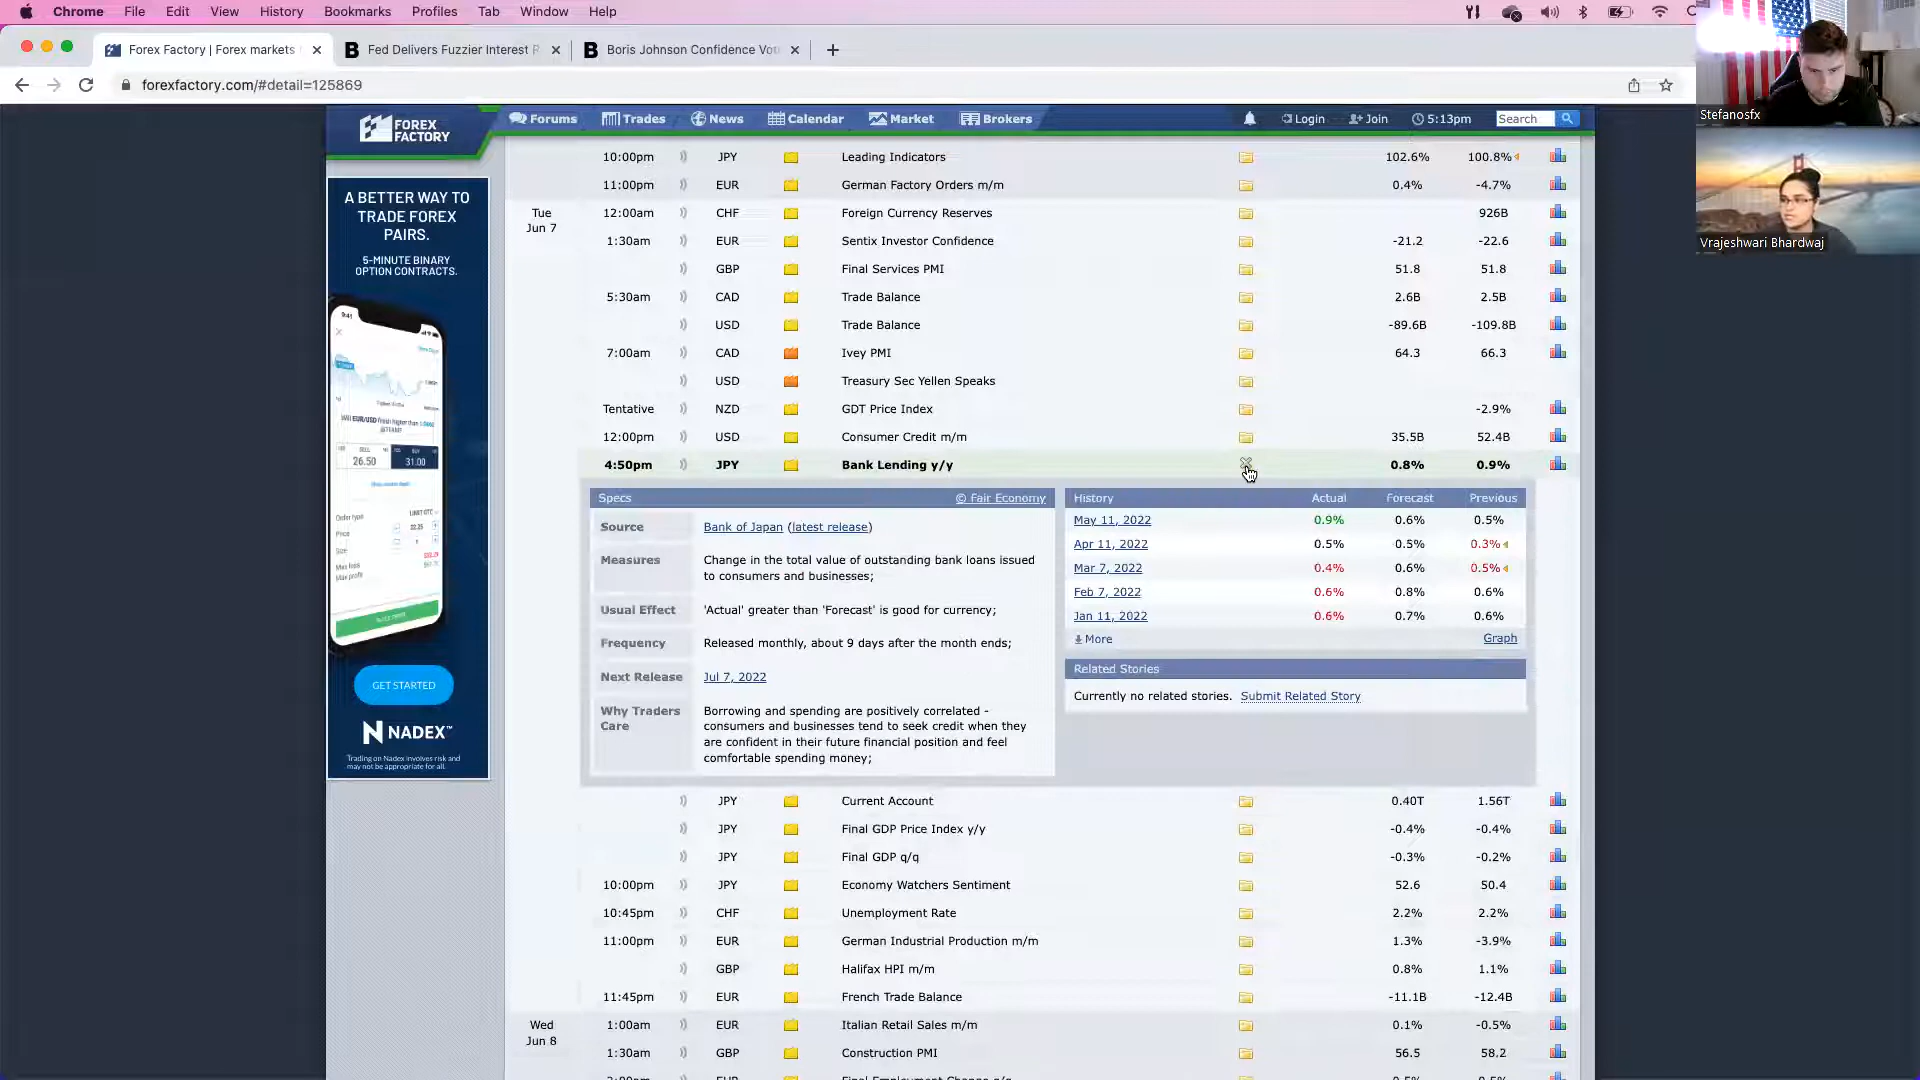 Chrome File Edit View History Bookmarks Profiles Tab Window Help
Forex Factory | Forex markets
Fed Delivers Fuzzier Interest R
Boris Johnson Confidence Vo
forexfactory.com/#detail=125869
FOREX FACTORY
Forums Trades News Calendar Market Brokers Login Join 5:13pm Search
Stefanosfx
Vrajeshwari Bhardwaj
A BETTER WAY TO
TRADE FOREX
PAIRS.
5-MINUTE BINARY
OPTION CONTRACTS.
26.50 31.00
GET STARTED
NADEX™
Trading on Nadex involves risk and
may not be appropriate for all.
10:00pm JPY Leading Indicators 102.6% 100.8%
11:00pm EUR German Factory Orders m/m 0.4% -4.7%
Tue
Jun 7
12:00am CHF Foreign Currency Reserves 926B
1:30am EUR Sentix Investor Confidence -21.2 -22.6
GBP Final Services PMI 51.8 51.8
5:30am CAD Trade Balance 2.6B 2.5B
USD Trade Balance -89.6B -109.8B
7:00am CAD Ivey PMI 64.3 66.3
USD Treasury Sec Yellen Speaks
Tentative NZD GDT Price Index -2.9%
12:00pm USD Consumer Credit m/m 35.5B 52.4B
4:50pm JPY Bank Lending y/y 0.8% 0.9%
Specs © Fair Economy
Source Bank of Japan (latest release)
Measures Change in the total value of outstanding bank loans issued
to consumers and businesses;
Usual Effect 'Actual' greater than 'Forecast' is good for currency;
Frequency Released monthly, about 9 days after the month ends;
Next Release Jul 7, 2022
Why Traders Care Borrowing and spending are positively correlated -
consumers and businesses tend to seek credit when they
are confident in their future financial position and feel
comfortable spending money;
History Actual Forecast Previous
May 11, 2022 0.9% 0.6% 0.5%
Apr 11, 2022 0.5% 0.5% 0.3%
Mar 7, 2022 0.4% 0.6% 0.5%
Feb 7, 2022 0.6% 0.8% 0.6%
Jan 11, 2022 0.6% 0.7% 0.6%
More Graph
Related Stories
Currently no related stories. Submit Related Story
JPY Current Account 0.40T 1.56T
JPY Final GDP Price Index y/y -0.4% -0.4%
JPY Final GDP q/q -0.3% -0.2%
10:00pm JPY Economy Watchers Sentiment 52.6 50.4
10:45pm CHF Unemployment Rate 2.2% 2.2%
11:00pm EUR German Industrial Production m/m 1.3% -3.9%
GBP Halifax HPI m/m 0.8% 1.1%
11:45pm EUR French Trade Balance -11.1B -12.4B
Wed
Jun 8
1:00am EUR Italian Retail Sales m/m 0.1% -0.5%
1:30am GBP Construction PMI 56.5 58.2